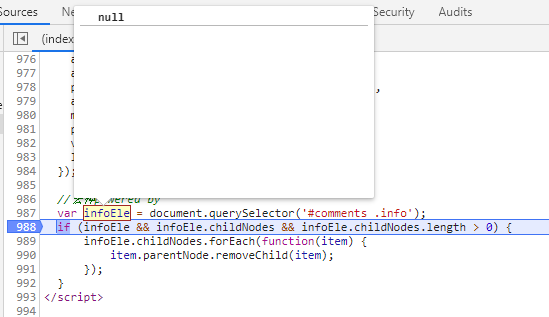 Sources
Ne
Security
Audits
(index
null
976
977
978
979
980
981
982
983
984 });
985
986 //
wered by
987 var infoEle = document.querySelector('#comments .info');
988 if (infoEle && infoEle.childNodes && infoEle.childNodes.length > 0) {
989 infoEle.childNodes.forEach(function(item) {
990 item.parentNode.removeChild(item);
991 });
992 }
993 </script>
994